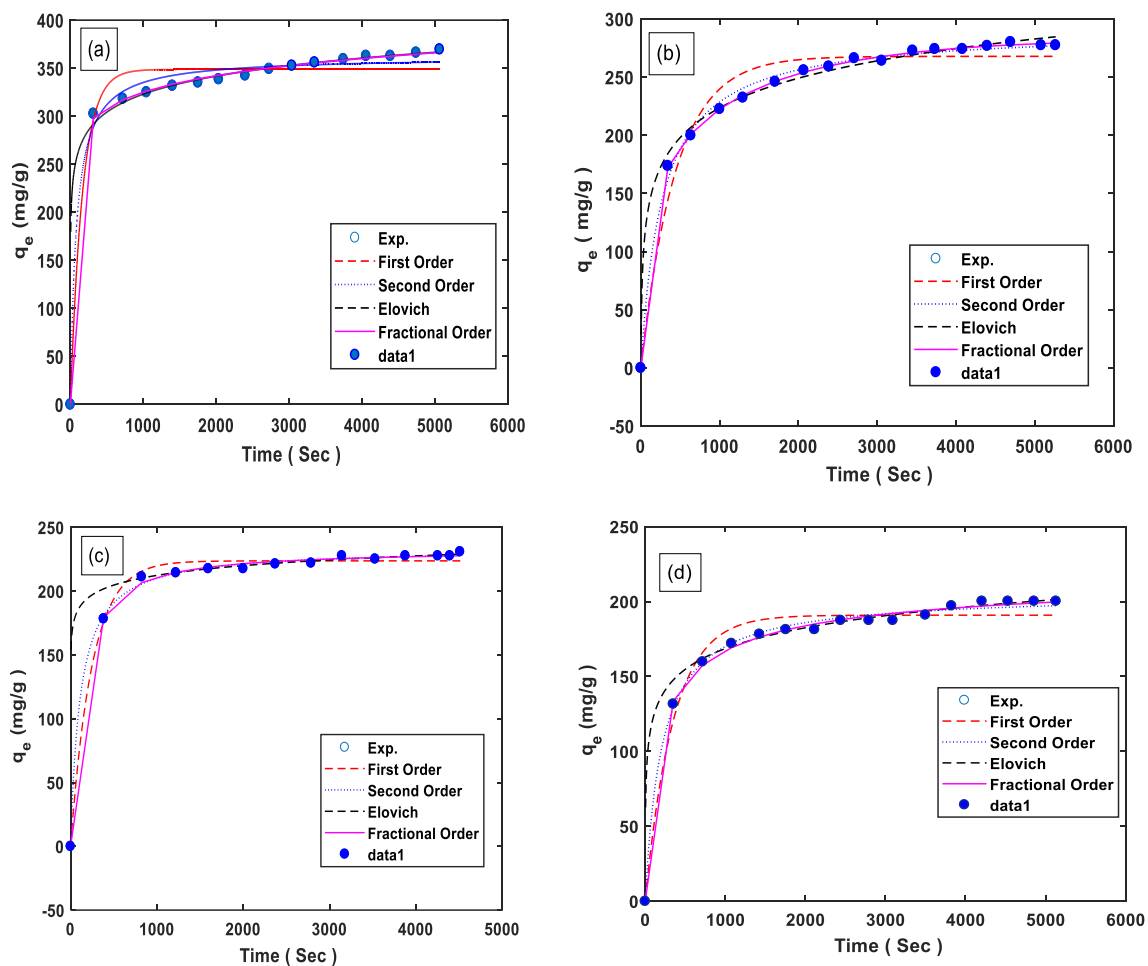 (a)
q_e (mg/g)
400
350
300
250
200
150
100
50
0
Exp.
First Order
Second Order
Elovich
Fractional Order
data1
0 1000 2000 3000 4000 5000 6000
Time ( Sec )
(b)
q_e ( mg/g)
300
250
200
150
100
50
0
-50
Exp.
First Order
Second Order
Elovich
Fractional Order
data1
0 1000 2000 3000 4000 5000 6000
Time ( Sec )
(c)
q_e (mg/g)
250
200
150
100
50
0
-50
Exp.
First Order
Second Order
Elovich
Fractional Order
data1
0 1000 2000 3000 4000 5000
Time ( Sec )
(d)
q_e (mg/g)
250
200
150
100
50
0
Exp.
First Order
Second Order
Elovich
Fractional Order
data1
0 1000 2000 3000 4000 5000 6000
Time ( Sec )